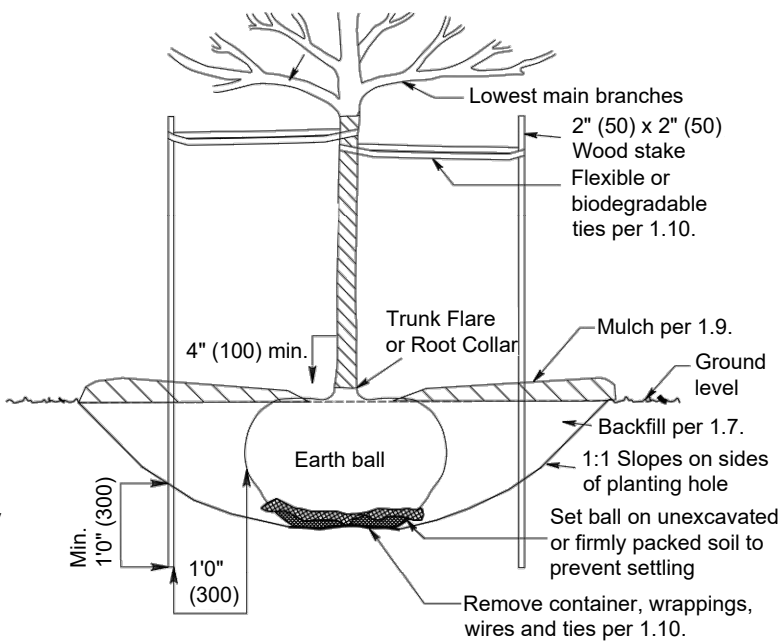 Lowest main branches
2" (50) x 2" (50)
Wood stake
Flexible or
biodegradable
ties per 1.10.
Trunk Flare
or Root Collar
4" (100) min.
Mulch per 1.9.
Ground
level
Backfill per 1.7.
Earth ball
1:1 Slopes on sides
of planting hole
Min.
1'0" (300)
1'0"
(300)
Set ball on unexcavated
or firmly packed soil to
prevent settling
Remove container, wrappings,
wires and ties per 1.10.